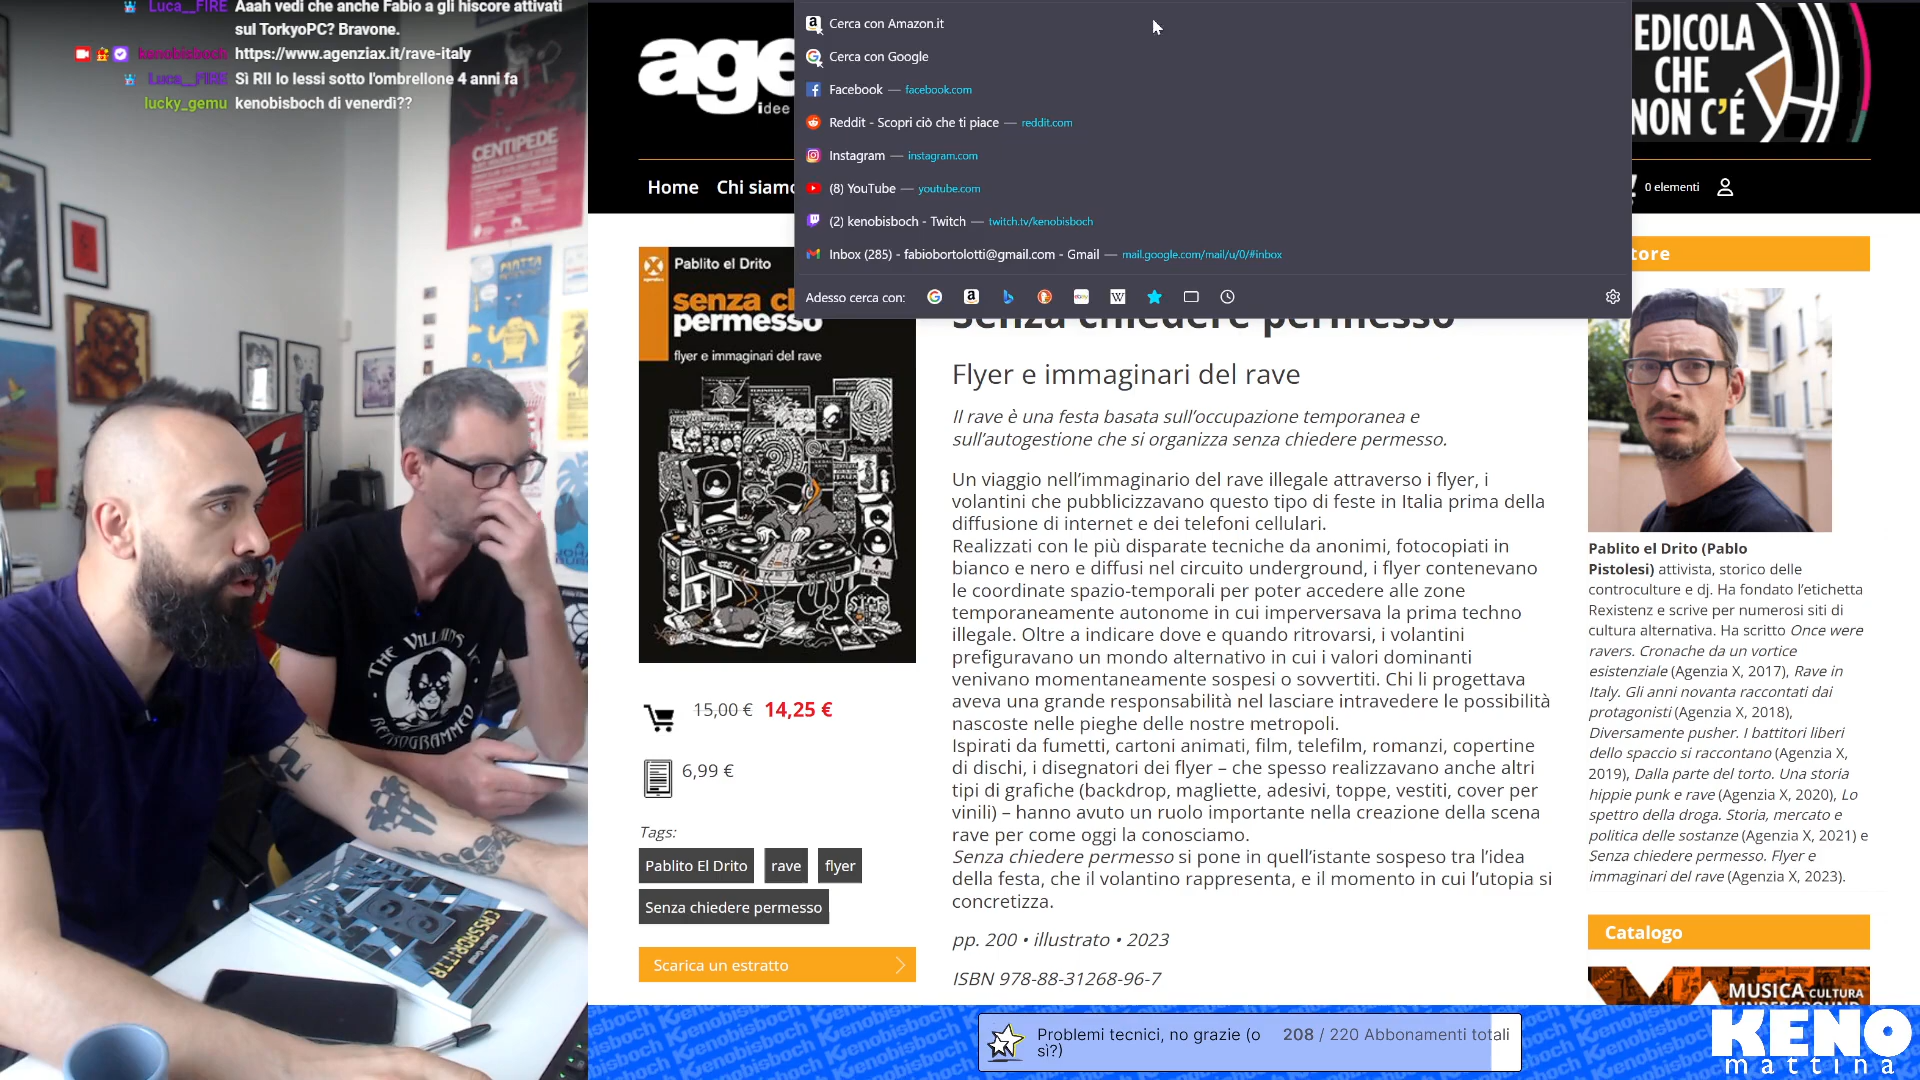 Luca__FIRE Aaah vedi che anche Fabio a gli hiscore attivati
sul TorkyoPC? Bravone.
kenobisboch https://www.agenziax.it/rave-italy
Luca__FIRE Sì RII lo lessi sotto l'ombrellone 4 anni fa
lucky_gemu kenobisboch di venerdì??
CENTIPEDE
THE VILLAINS IC
RENSOGRAMMED
CASSADRITTA
age
idee
Home Chi siamo
Cerca con Amazon.it
Cerca con Google
Facebook — facebook.com
Reddit - Scopri ciò che ti piace — reddit.com
Instagram — instagram.com
(8) YouTube — youtube.com
(2) kenobisboch - Twitch — twitch.tv/kenobisboch
Inbox (285) - fabiobortolotti@gmail.com - Gmail — mail.google.com/mail/u/0/#inbox
Adesso cerca con:
EDICOLA
CHE
NON C'É
0 elementi
tore
Pablito el Drito
senza c
permesso
flyer e immaginari del rave
TEKNIVAL
15,00 € 14,25 €
6,99 €
Tags:
Pablito El Drito
rave
flyer
Senza chiedere permesso
Scarica un estratto
Senza chiedere permesso
Flyer e immaginari del rave
Il rave è una festa basata sull'occupazione temporanea e
sull'autogestione che si organizza senza chiedere permesso.
Un viaggio nell'immaginario del rave illegale attraverso i flyer, i
volantini che pubblicizzavano questo tipo di feste in Italia prima della
diffusione di internet e dei telefoni cellulari.
Realizzati con le più disparate tecniche da anonimi, fotocopiati in
bianco e nero e diffusi nel circuito underground, i flyer contenevano
le coordinate spazio-temporali per poter accedere alle zone
temporaneamente autonome in cui imperversava la prima techno
illegale. Oltre a indicare dove e quando ritrovarsi, i volantini
prefiguravano un mondo alternativo in cui i valori dominanti
venivano momentaneamente sospesi o sovvertiti. Chi li progettava
aveva una grande responsabilità nel lasciare intravedere le possibilità
nascoste nelle pieghe delle nostre metropoli.
Ispirati da fumetti, cartoni animati, film, telefilm, romanzi, copertine
di dischi, i disegnatori dei flyer – che spesso realizzavano anche altri
tipi di grafiche (backdrop, magliette, adesivi, toppe, vestiti, cover per
vinili) – hanno avuto un ruolo importante nella creazione della scena
rave per come oggi la conosciamo.
Senza chiedere permesso si pone in quell'istante sospeso tra l'idea
della festa, che il volantino rappresenta, e il momento in cui l'utopia si
concretizza.
pp. 200 • illustrato • 2023
ISBN 978-88-31268-96-7
Pablito el Drito (Pablo
Pistolesi) attivista, storico delle
controculture e dj. Ha fondato l'etichetta
Rexistenz e scrive per numerosi siti di
cultura alternativa. Ha scritto Once were
ravers. Cronache da un vortice
esistenziale (Agenzia X, 2017), Rave in
Italy. Gli anni novanta raccontati dai
protagonisti (Agenzia X, 2018),
Diversamente pusher. I battitori liberi
dello spaccio si raccontano (Agenzia X,
2019), Dalla parte del torto. Una storia
hippie punk e rave (Agenzia X, 2020), Lo
spettro della droga. Storia, mercato e
politica delle sostanze (Agenzia X, 2021) e
Senza chiedere permesso. Flyer e
immaginari del rave (Agenzia X, 2023).
Catalogo
MUSICA CULTURA
UNDERGROUND
Problemi tecnici, no grazie (o
sì?)
208 / 220 Abbonamenti totali
KENO
mattina